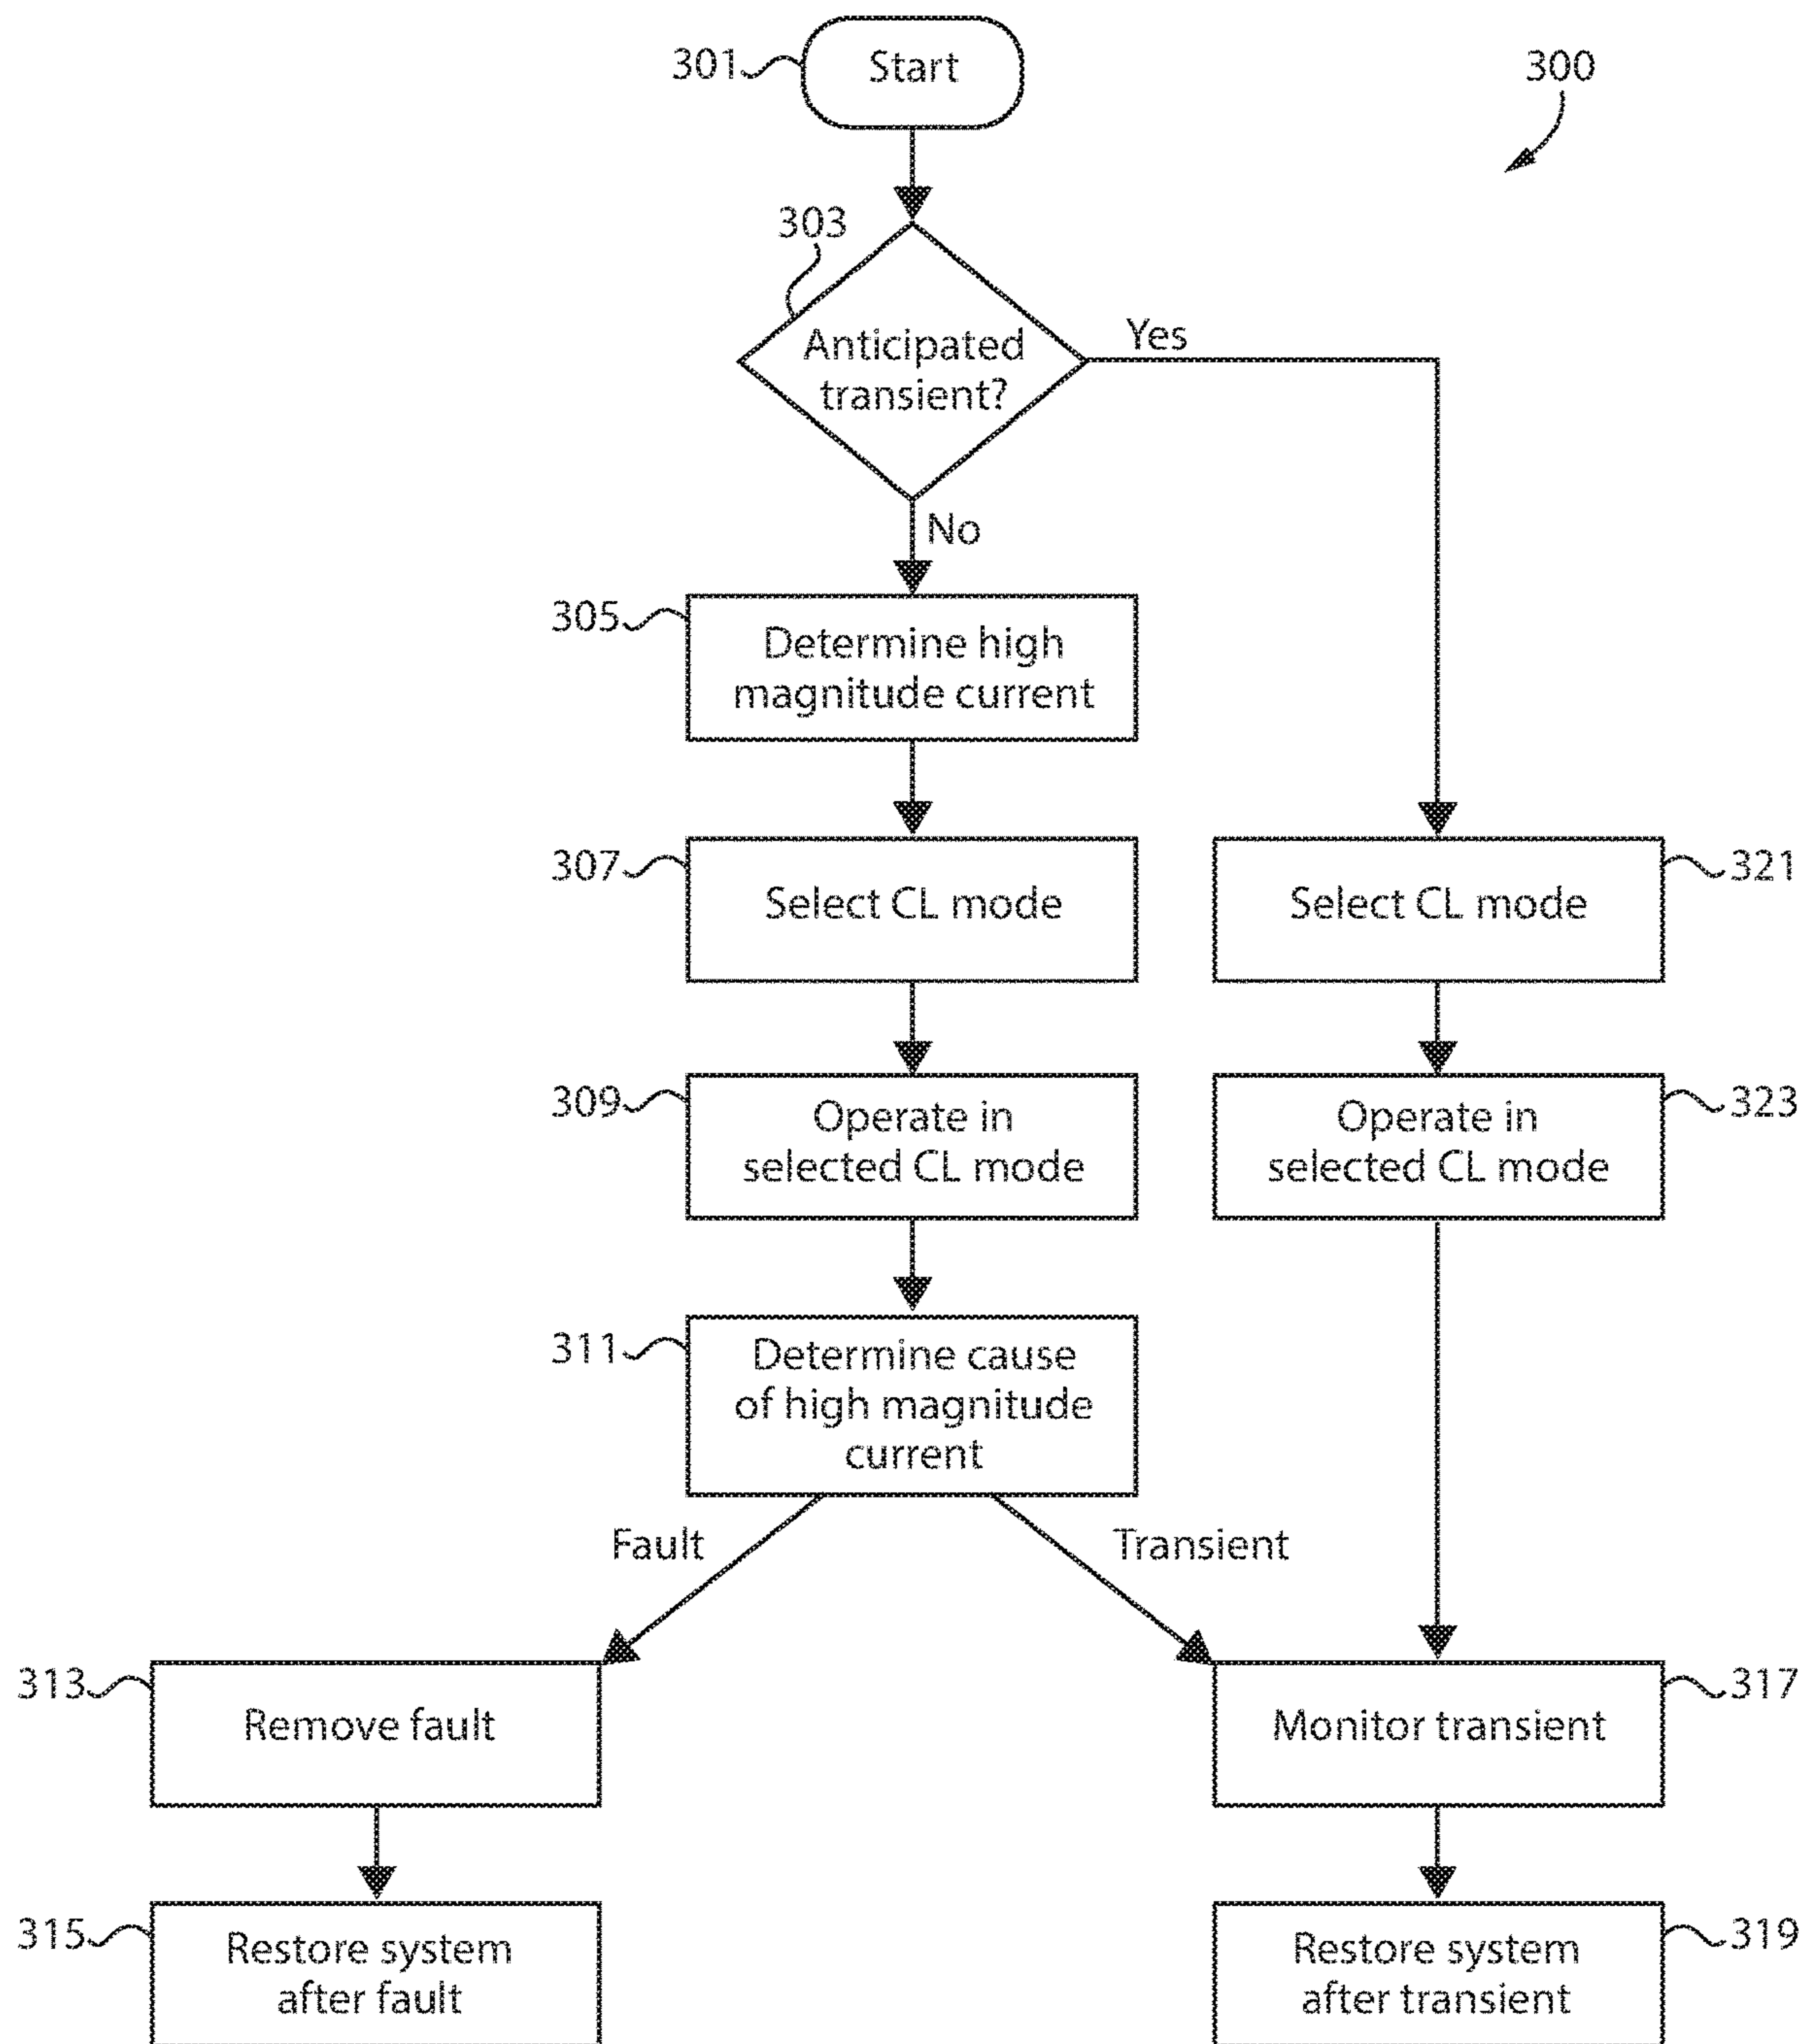 301
Start
300
303
Anticipated
transient?
Yes
No
305
Determine high
magnitude current
307
Select CL mode
Select CL mode
321
309
Operate in
selected CL mode
Operate in
selected CL mode
323
311
Determine cause
of high magnitude
current
Fault
Transient
313
Remove fault
Monitor transient
317
315
Restore system
after fault
Restore system
after transient
319